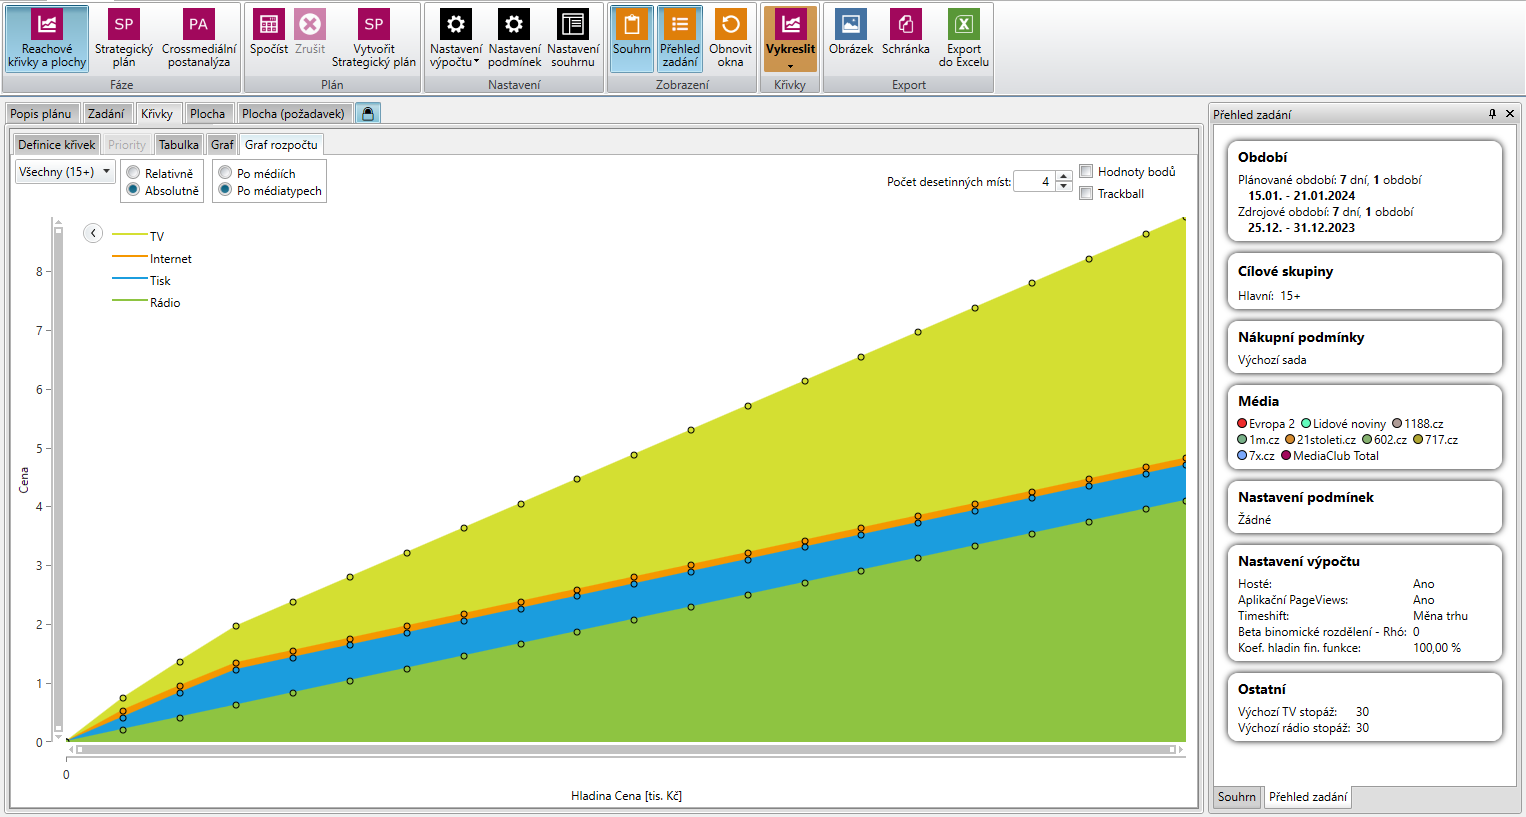 Reachové křivky a plochy
Strategický plán
Crossmediální postanalýza
Fáze
Spočíst
Zrušit
Vytvořit Strategický plán
Plán
Nastavení výpočtu
Nastavení podmínek
Nastavení souhrnu
Nastavení
Souhrn
Přehled zadání
Obnovit okna
Zobrazení
Vykreslit
Křivky
Obrázek
Schránka
Export do Excelu
Export
SP
PA
SP
Popis plánu
Zadání
Křivky
Plocha
Plocha (požadavek)
Definice křivek
Priority
Tabulka
Graf
Graf rozpočtu
Všechny (15+)
Relativně
Absolutně
Po médiích
Po médiatypech
Počet desetinných míst:
4
Hodnoty bodů
Trackball
TV
Internet
Tisk
Rádio
Cena
8
7
6
5
4
3
2
1
0
0
Hladina Cena [tis. Kč]
Přehled zadání
Období
Plánované období: 7 dní, 1 období
15.01. - 21.01.2024
Zdrojové období: 7 dní, 1 období
25.12. - 31.12.2023
Cílové skupiny
Hlavní: 15+
Nákupní podmínky
Výchozí sada
Média
Evropa 2 Lidové noviny 1188.cz
1m.cz 21stoleti.cz 602.cz 717.cz
7x.cz MediaClub Total
Nastavení podmínek
Žádné
Nastavení výpočtu
Hosté: Ano
Aplikační PageViews: Ano
Timeshift: Měna trhu
Beta binomické rozdělení - Rhó: 0
Koef. hladin fin. funkce: 100,00 %
Ostatní
Výchozí TV stopáž: 30
Výchozí rádio stopáž: 30
Souhrn
Přehled zadání